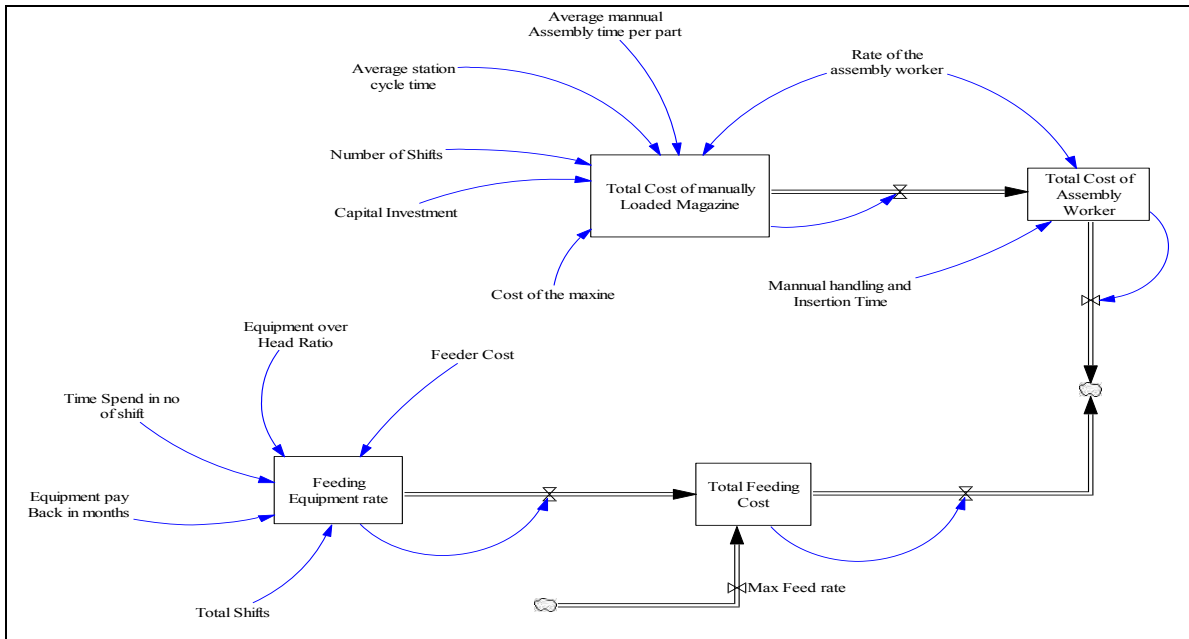 Average mannual
Assembly time per part
Rate of the
assembly worker
Average station
cycle time
Number of Shifts
Total Cost of manually
Loaded Magazine
Total Cost of
Assembly
Worker
Capital Investment
Cost of the maxine
Mannual handling and
Insertion Time
Equipment over
Head Ratio
Feeder Cost
Time Spend in no
of shift
Feeding
Equipment rate
Total Feeding
Cost
Equipment pay
Back in months
Max Feed rate
Total Shifts